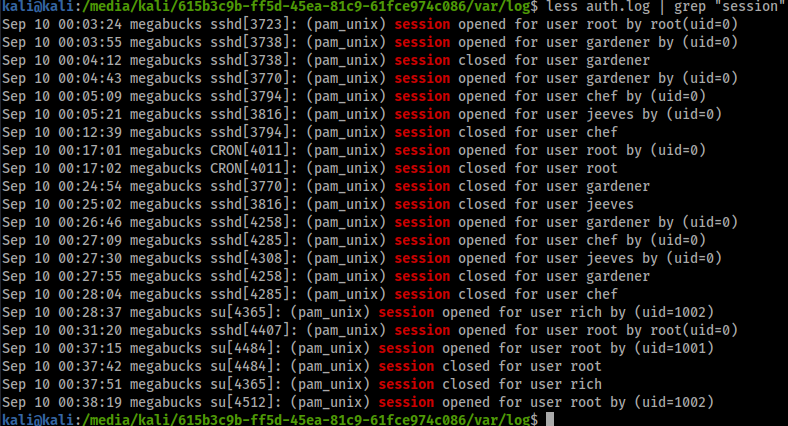 kali@kali:/media/kali/615b3c9b-ff5d-45ea-81c9-61fce974c086/var/log$ less auth.log | grep "session"
Sep 10 00:03:24 megabucks sshd[3723]: (pam_unix) session opened for user root by root(uid=0)
Sep 10 00:03:55 megabucks sshd[3738]: (pam_unix) session opened for user gardener by (uid=0)
Sep 10 00:04:12 megabucks sshd[3738]: (pam_unix) session closed for user gardener
Sep 10 00:04:43 megabucks sshd[3770]: (pam_unix) session opened for user gardener by (uid=0)
Sep 10 00:05:09 megabucks sshd[3794]: (pam_unix) session opened for user chef by (uid=0)
Sep 10 00:05:21 megabucks sshd[3816]: (pam_unix) session opened for user jeeves by (uid=0)
Sep 10 00:12:39 megabucks sshd[3794]: (pam_unix) session closed for user chef
Sep 10 00:17:01 megabucks CRON[4011]: (pam_unix) session opened for user root by (uid=0)
Sep 10 00:17:02 megabucks CRON[4011]: (pam_unix) session closed for user root
Sep 10 00:24:54 megabucks sshd[3770]: (pam_unix) session closed for user gardener
Sep 10 00:25:02 megabucks sshd[3816]: (pam_unix) session closed for user jeeves
Sep 10 00:26:46 megabucks sshd[4258]: (pam_unix) session opened for user gardener by (uid=0)
Sep 10 00:27:09 megabucks sshd[4285]: (pam_unix) session opened for user chef by (uid=0)
Sep 10 00:27:30 megabucks sshd[4308]: (pam_unix) session opened for user jeeves by (uid=0)
Sep 10 00:27:55 megabucks sshd[4258]: (pam_unix) session closed for user gardener
Sep 10 00:28:04 megabucks sshd[4285]: (pam_unix) session closed for user chef
Sep 10 00:28:37 megabucks su[4365]: (pam_unix) session opened for user rich by (uid=1002)
Sep 10 00:31:20 megabucks sshd[4407]: (pam_unix) session opened for user root by root(uid=0)
Sep 10 00:37:15 megabucks su[4484]: (pam_unix) session opened for user root by (uid=1001)
Sep 10 00:37:42 megabucks su[4484]: (pam_unix) session closed for user root
Sep 10 00:37:51 megabucks su[4365]: (pam_unix) session closed for user rich
Sep 10 00:38:19 megabucks su[4512]: (pam_unix) session opened for user root by (uid=1002)
kali@kali:/media/kali/615b3c9b-ff5d-45ea-81c9-61fce974c086/var/log$